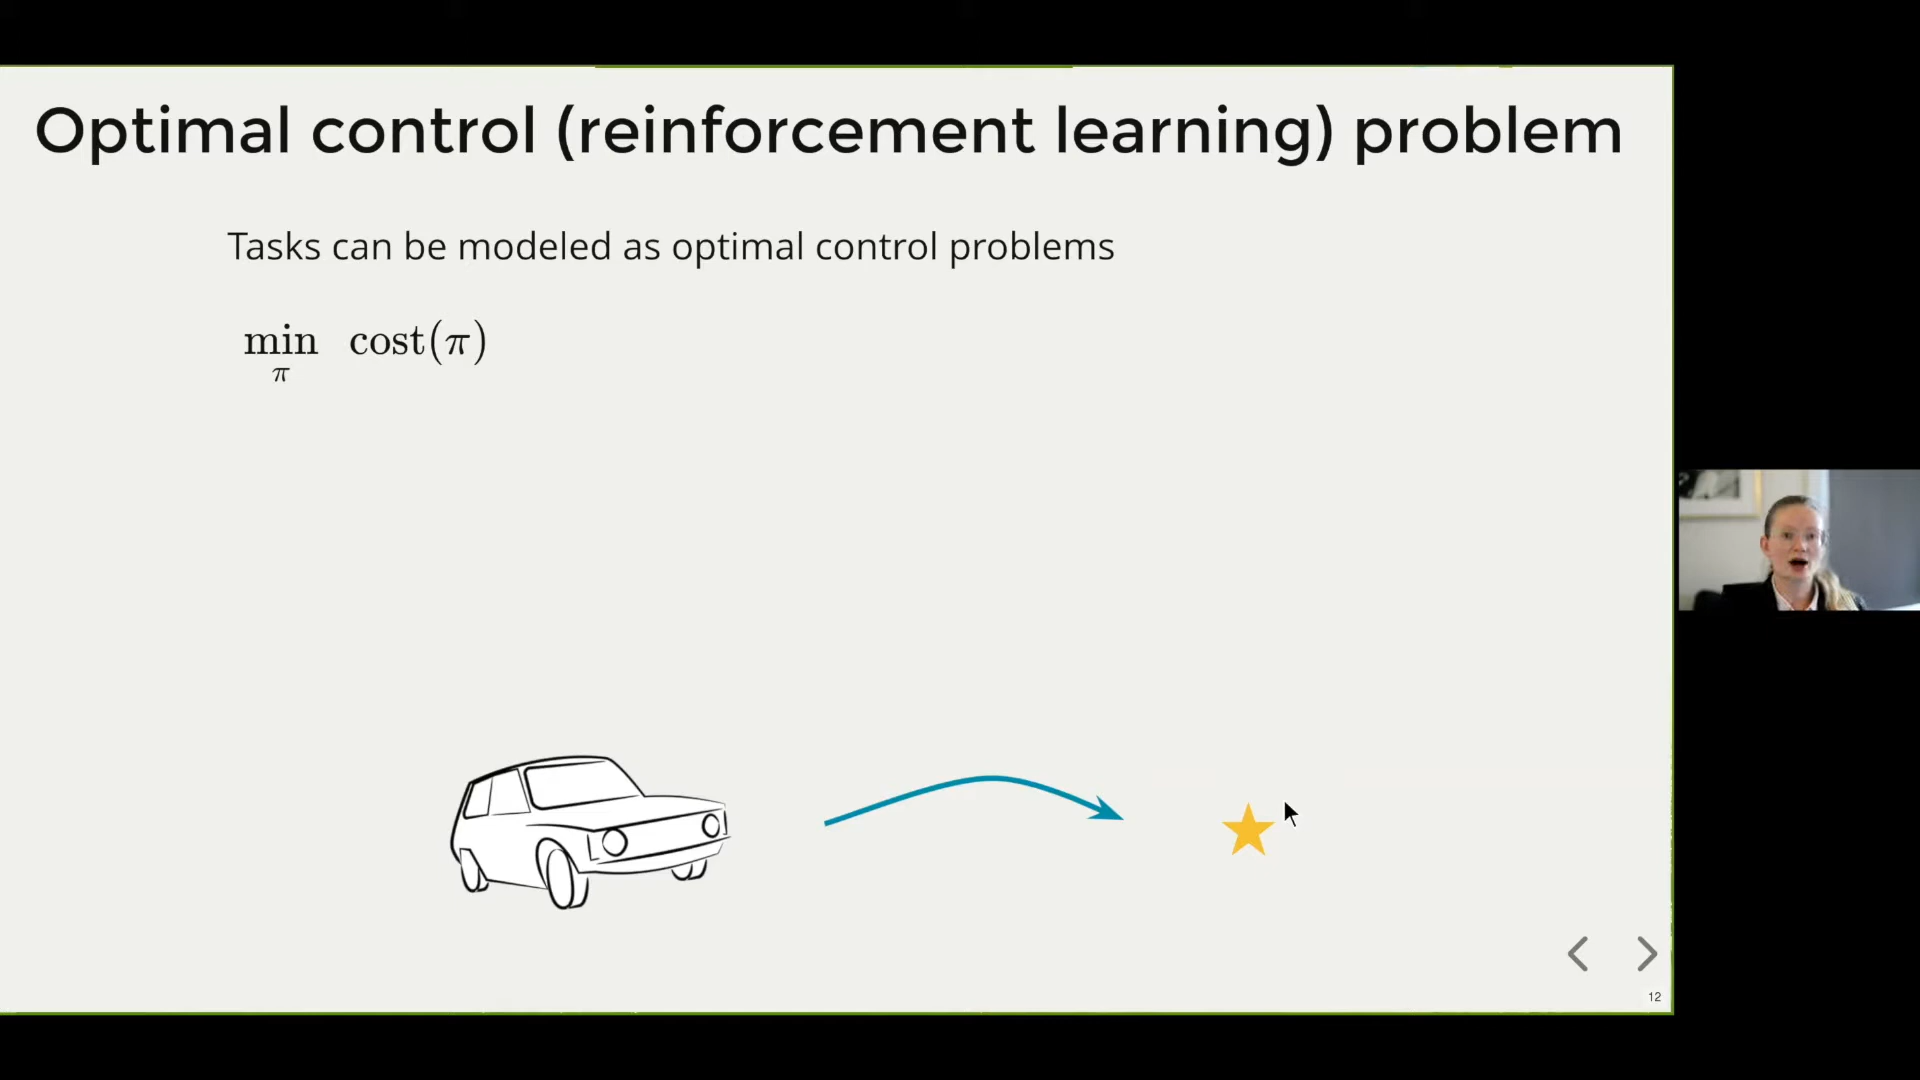 Optimal control (reinforcement learning) problem
Tasks can be modeled as optimal control problems
min cost(π)
π
12